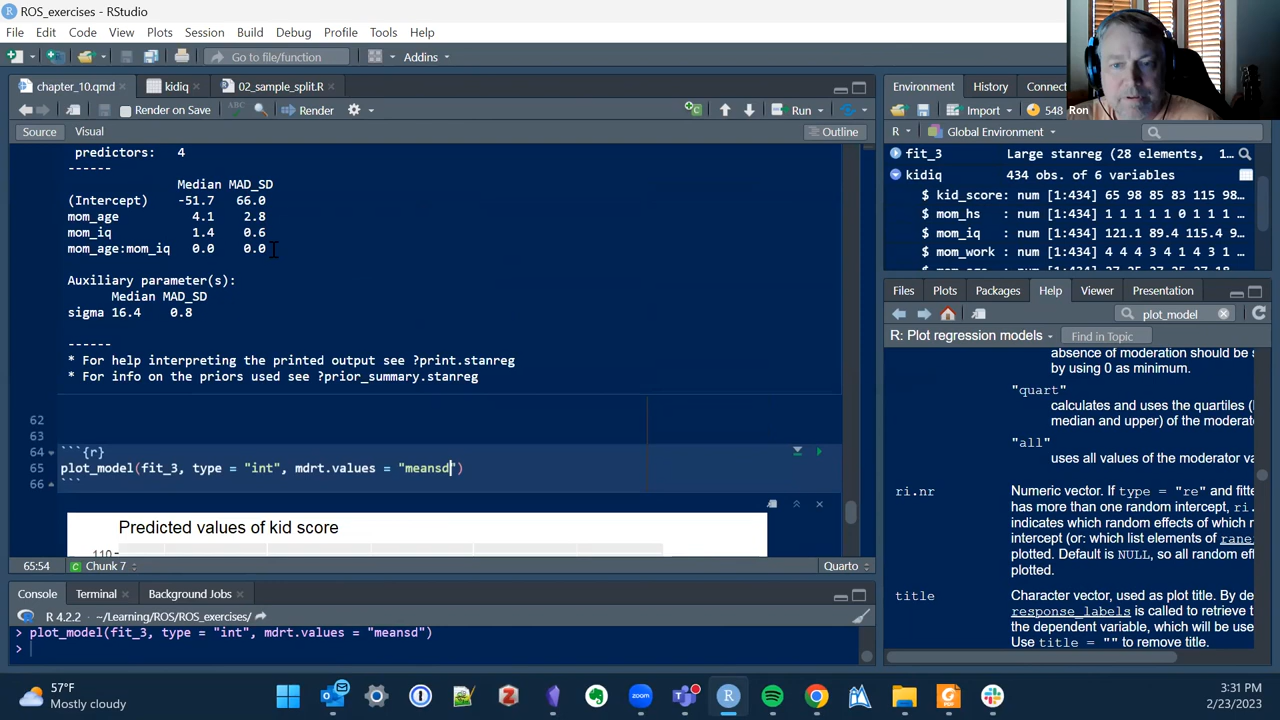 ROS_exercises - RStudio
File Edit Code View Plots Session Build Debug Profile Tools Help
Go to file/function
Addins
chapter_10.qmd
kidiq
02_sample_split.R
Render on Save
ABC
Render
Run
Source
Visual
Outline
predictors: 4
------
Median MAD_SD
(Intercept) -51.7 66.0
mom_age 4.1 2.8
mom_iq 1.4 0.6
mom_age:mom_iq 0.0 0.0
Auxiliary parameter(s):
Median MAD_SD
sigma 16.4 0.8
------
* For help interpreting the printed output see ?print.stanreg
* For info on the priors used see ?prior_summary.stanreg
62
63
64 ```{r}
65 plot_model(fit_3, type = "int", mdrt.values = "meansd")
66 ```
Predicted values of kid score
110
65:54 Chunk 7 Quarto
Console Terminal Background Jobs
R 4.2.2 · ~/Learning/ROS/ROS_exercises/
> plot_model(fit_3, type = "int", mdrt.values = "meansd")
>
Environment History Connect
Ron
Import 548
R Global Environment
fit_3 Large stanreg (28 elements, 1...
kidiq 434 obs. of 6 variables
$ kid_score: num [1:434] 65 98 85 83 115 98...
$ mom_hs : num [1:434] 1 1 1 1 1 0 1 1 1 1...
$ mom_iq : num [1:434] 121.1 89.4 115.4 9...
$ mom_work : num [1:434] 4 4 4 3 4 1 4 3 1 ...
Files Plots Packages Help Viewer Presentation
plot_model
R: Plot regression models
Find in Topic
absence of moderation should be s
by using 0 as minimum.
"quart"
calculates and uses the quartiles (l
median and upper) of the moderato
"all"
uses all values of the moderator va
ri.nr Numeric vector. If type = "re" and fitte
has more than one random intercept, ri.
indicates which random effects of which r
intercept (or: which list elements of rane
plotted. Default is NULL, so all random eff
plotted.
title Character vector, used as plot title. By de
response_labels is called to retrieve t
the dependent variable, which will be use
Use title = "" to remove title.
57°F
Mostly cloudy
3:31 PM
2/23/2023